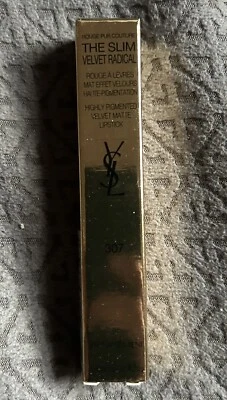 ROUGE PUR COUTURE
THE SLIM
VELVET RADICAL
ROUGE À LÈVRES
MAT EFFET VELOURS
HAUTE-PIGMENTATION
HIGHLY PIGMENTED
VELVET MATTE
LIPSTICK
YSL
307